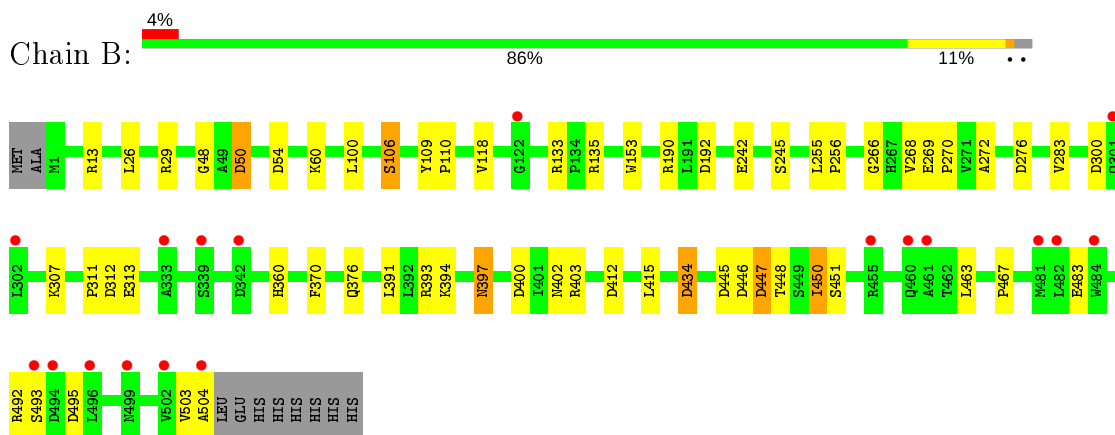 4%
Chain B:
86% 11% • •
MET ALA M1 R13 L26 R29 G48 A49 D50 D54 K60 L100 S106 Y109 P110 V118 G122 R133 P134 R135 W153 R190 L191 D192 E242 S245 L255 P256 G266 H267 V268 E269 P270 V271 A272 D276 V283 D300 Q301
L302 K307 P311 D312 E313 A333 S339 D342 H360 F370 Q376 L391 L392 R393 K394 N397 D400 I401 N402 R403 D412 L415 D434 D445 D446 D447 T448 S449 I450 S451 R455 Q460 A461 T462 L463 P467 M481 L482 E483 W484
R492 S493 D494 D495 L496 N499 V502 V503 A504 LEU GLU HIS HIS HIS HIS HIS HIS